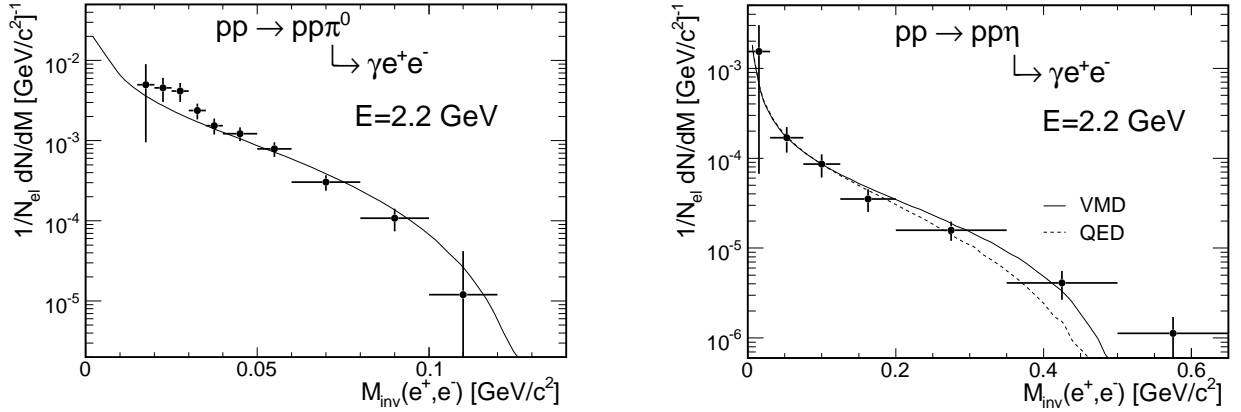 pp → ppπ⁰
→ γe⁺e⁻
E=2.2 GeV
1/N_el dN/dM [GeV/c²]⁻¹
10⁻²
10⁻³
10⁻⁴
10⁻⁵
0 0.05 0.1
M_inv(e⁺,e⁻) [GeV/c²]
pp → ppη
→ γe⁺e⁻
E=2.2 GeV
VMD
QED
1/N_el dN/dM [GeV/c²]⁻¹
10⁻³
10⁻⁴
10⁻⁵
10⁻⁶
0 0.2 0.4 0.6
M_inv(e⁺,e⁻) [GeV/c²]